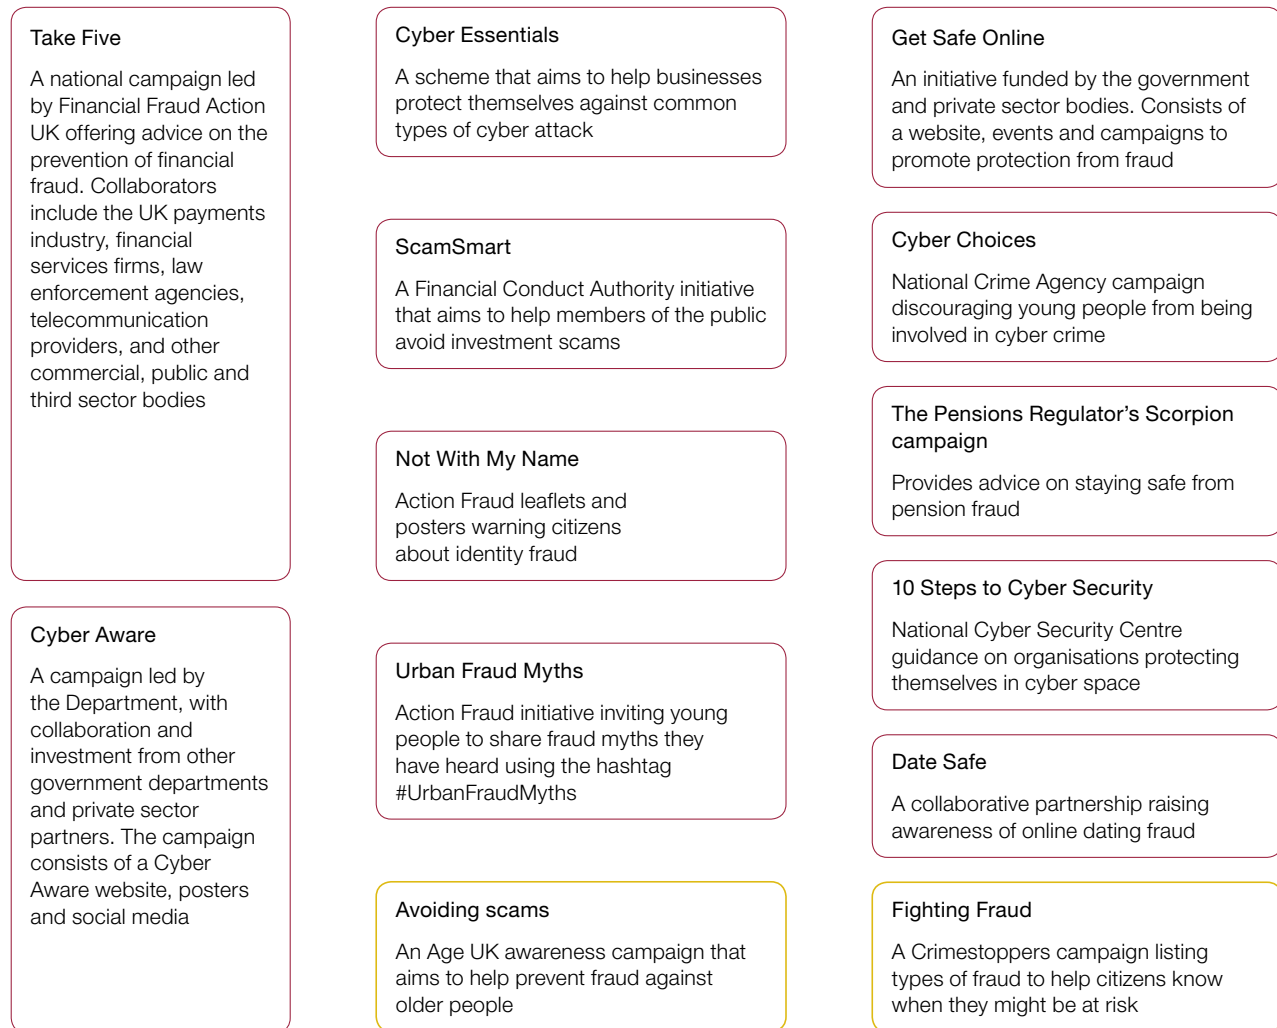 Take Five
A national campaign led
by Financial Fraud Action
UK offering advice on the
prevention of financial
fraud. Collaborators
include the UK payments
industry, financial
services firms, law
enforcement agencies,
telecommunication
providers, and other
commercial, public and
third sector bodies
Cyber Aware
A campaign led by
the Department, with
collaboration and
investment from other
government departments
and private sector
partners. The campaign
consists of a Cyber
Aware website, posters
and social media
Cyber Essentials
A scheme that aims to help businesses
protect themselves against common
types of cyber attack
ScamSmart
A Financial Conduct Authority initiative
that aims to help members of the public
avoid investment scams
Not With My Name
Action Fraud leaflets and
posters warning citizens
about identity fraud
Urban Fraud Myths
Action Fraud initiative inviting young
people to share fraud myths they
have heard using the hashtag
#UrbanFraudMyths
Avoiding scams
An Age UK awareness campaign that
aims to help prevent fraud against
older people
Get Safe Online
An initiative funded by the government
and private sector bodies. Consists of
a website, events and campaigns to
promote protection from fraud
Cyber Choices
National Crime Agency campaign
discouraging young people from being
involved in cyber crime
The Pensions Regulator’s Scorpion
campaign
Provides advice on staying safe from
pension fraud
10 Steps to Cyber Security
National Cyber Security Centre
guidance on organisations protecting
themselves in cyber space
Date Safe
A collaborative partnership raising
awareness of online dating fraud
Fighting Fraud
A Crimestoppers campaign listing
types of fraud to help citizens know
when they might be at risk